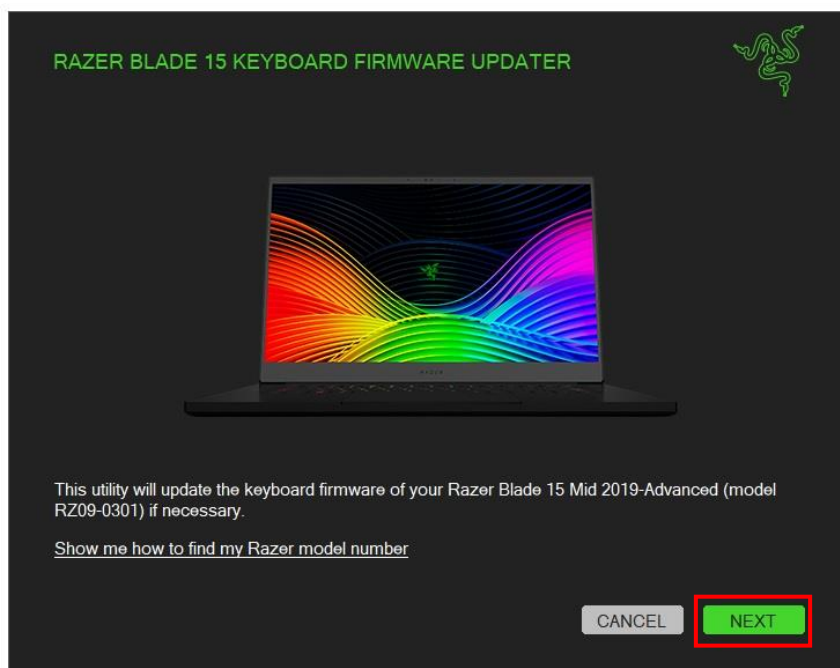 RAZER BLADE 15 KEYBOARD FIRMWARE UPDATER
RAZER
This utility will update the keyboard firmware of your Razer Blade 15 Mid 2019-Advanced (model
RZ09-0301) if necessary.
Show me how to find my Razer model number
CANCEL
NEXT